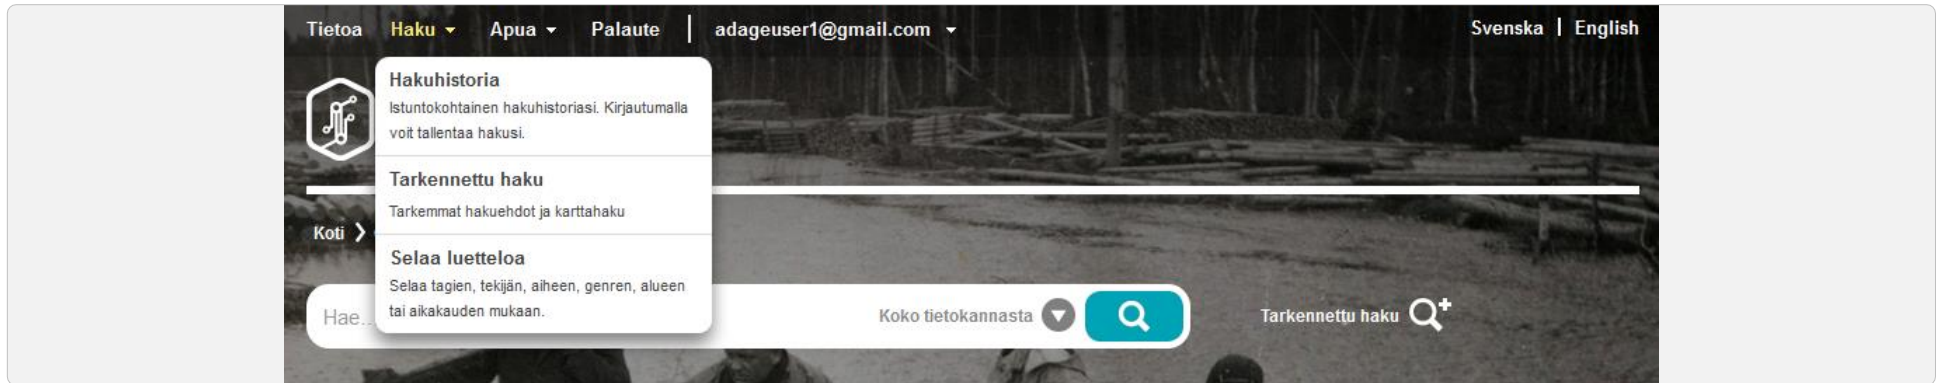 Tietoa Haku Apua Palaute | adageuser1@gmail.com Svenska | English
Hakuhistoria
Istuntokohtainen hakuhistoriasi. Kirjautumalla
voit tallentaa hakusi.
Tarkennettu haku
Tarkemmat hakuehdot ja karttahaku
Koti
Selaa luetteloa
Selaa tagien, tekijän, aiheen, genren, alueen
tai aikakauden mukaan.
Hae... Koko tietokannasta Tarkennettu haku